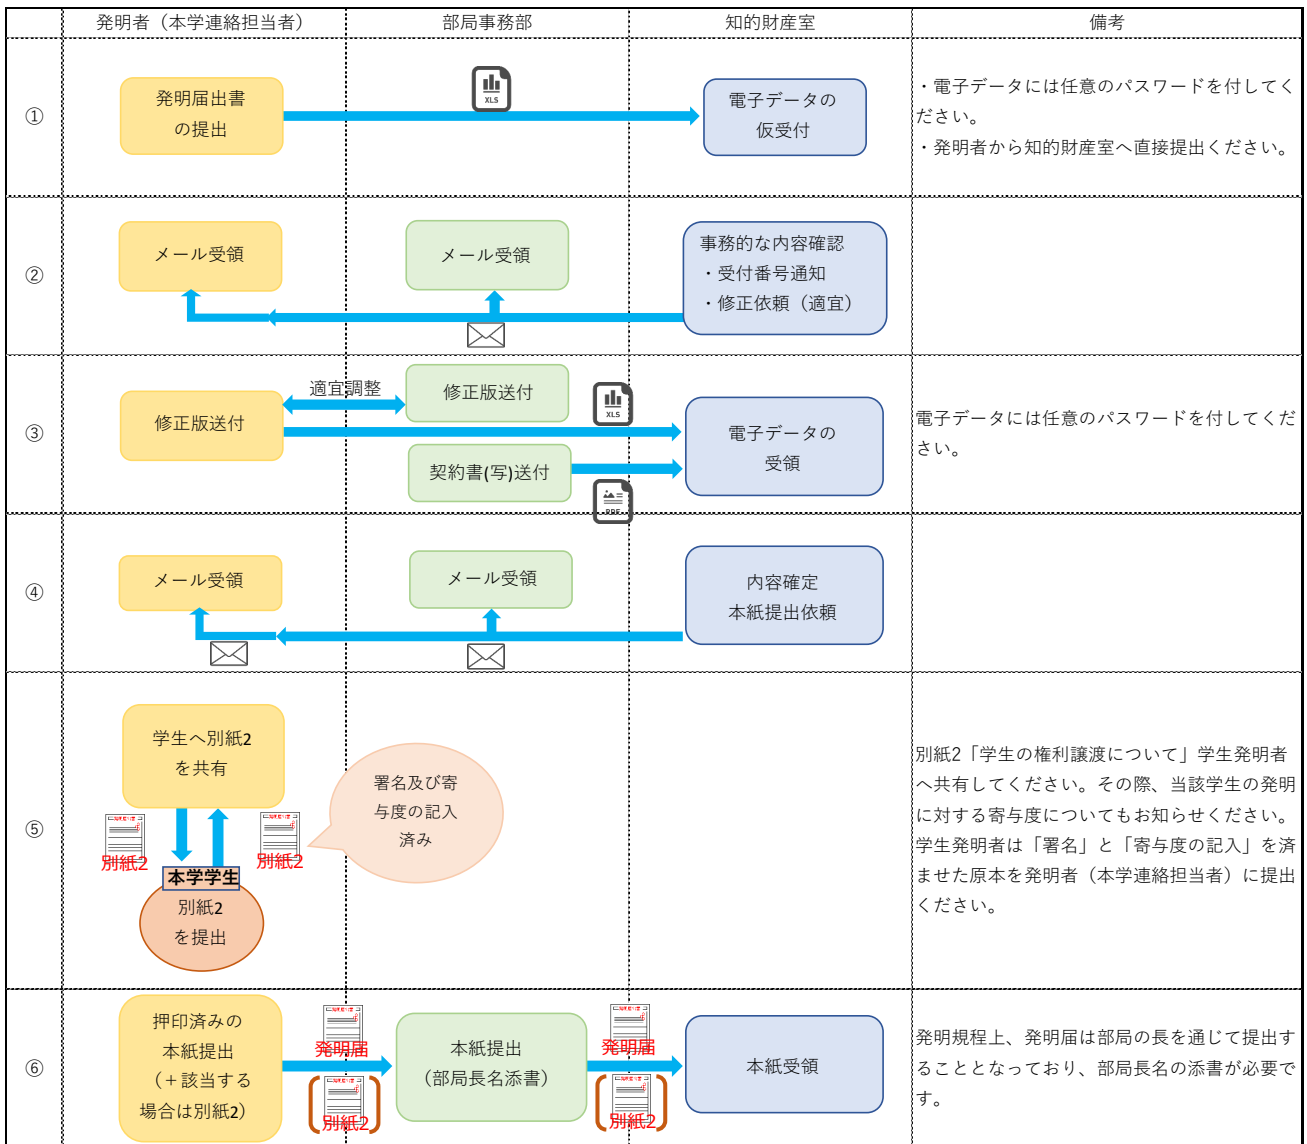 発明者（本学連絡担当者）
部局事務部
知的財産室
備考
①
発明届出書
の提出
XLS
電子データの
仮受付
・電子データには任意のパスワードを付してく
ださい。
・発明者から知的財産室へ直接提出ください。
②
メール受領
メール受領
事務的な内容確認
・受付番号通知
・修正依頼（適宜）
③
修正版送付
適宜調整
修正版送付
契約書(写)送付
XLS
PDF
電子データの
受領
電子データには任意のパスワードを付してくだ
さい。
④
メール受領
メール受領
内容確定
本紙提出依頼
⑤
学生へ別紙2
を共有
別紙2
別紙2
本学学生
別紙2
を提出
署名及び寄
与度の記入
済み
別紙2「学生の権利譲渡について」学生発明者
へ共有してください。その際、当該学生の発明
に対する寄与度についてもお知らせください。
学生発明者は「署名」と「寄与度の記入」を済
ませた原本を発明者（本学連絡担当者）に提出
ください。
⑥
押印済みの
本紙提出
（＋該当する
場合は別紙2）
発明届
別紙2
本紙提出
（部局長名添書）
発明届
別紙2
本紙受領
発明規程上、発明届は部局の長を通じて提出す
ることとなっており、部局長名の添書が必要で
す。